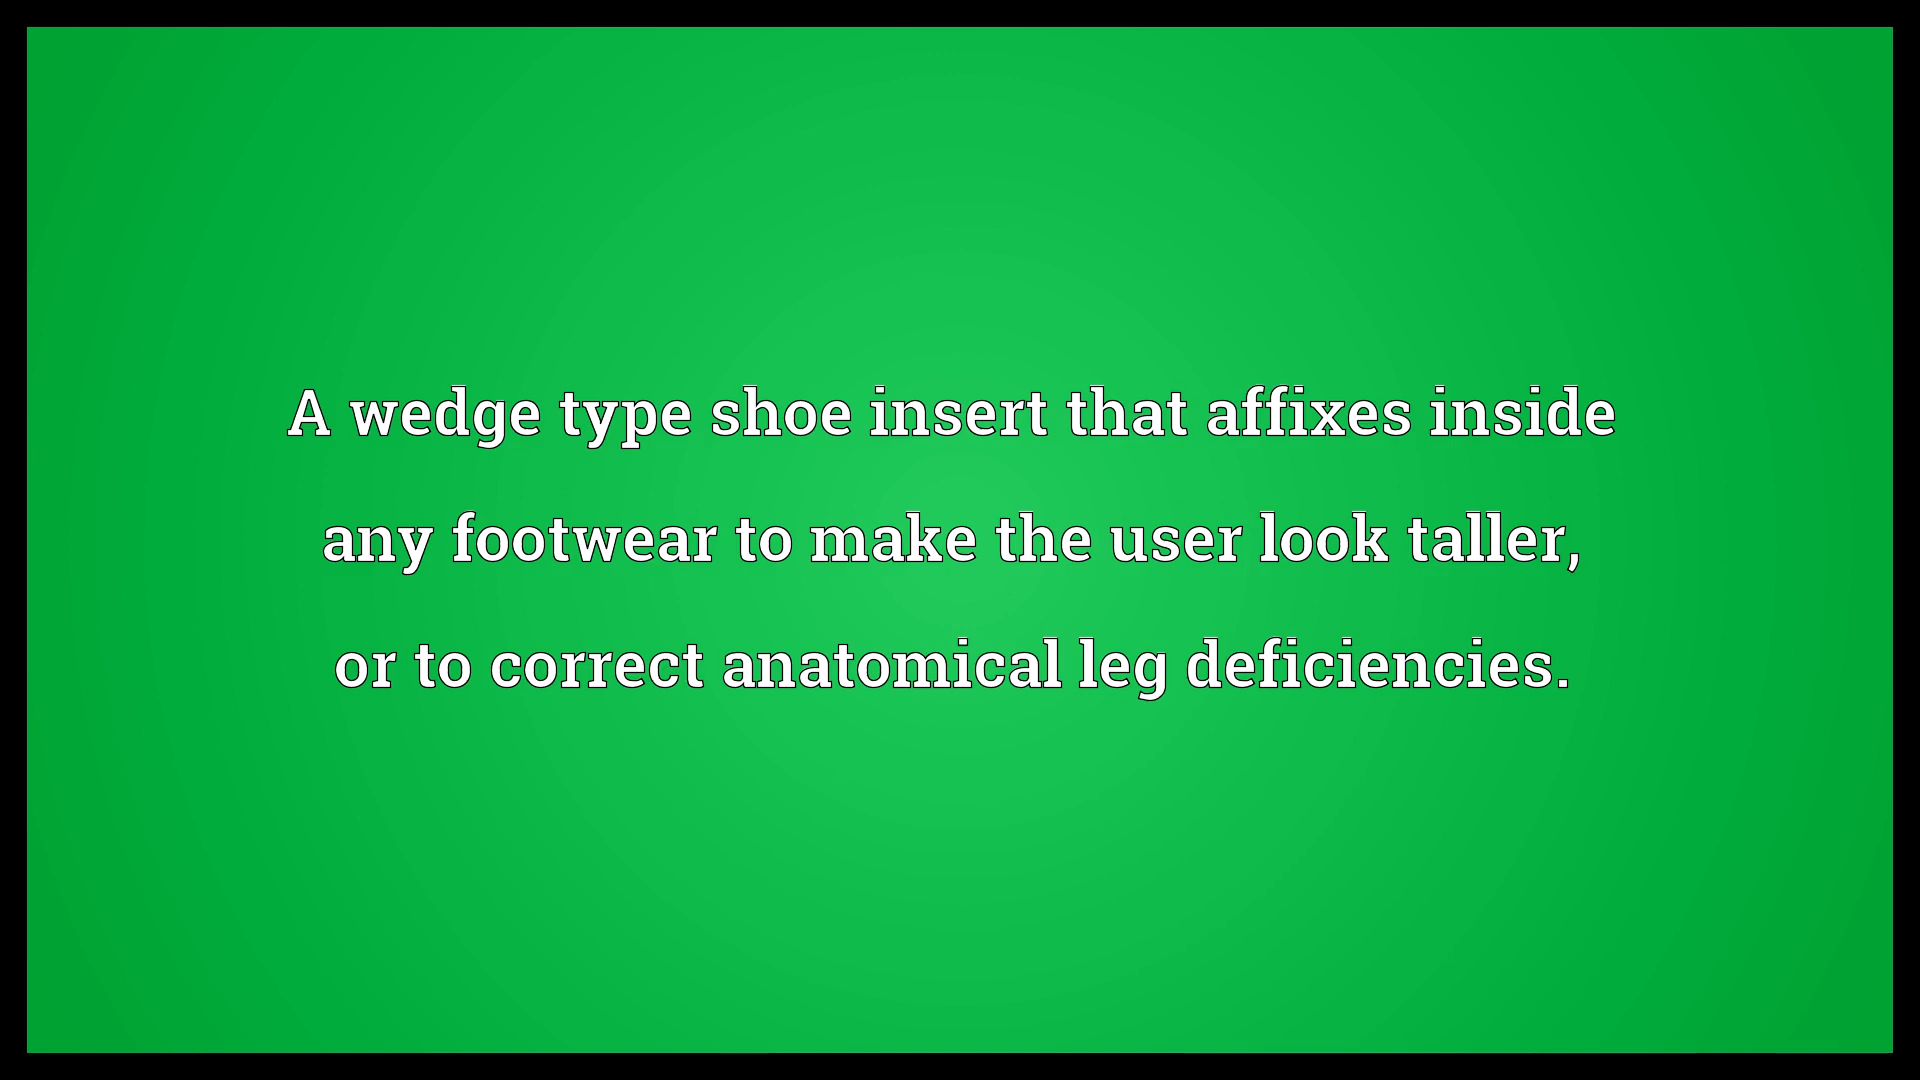 A wedge type shoe insert that affixes inside
any footwear to make the user look taller,
or to correct anatomical leg deficiencies.